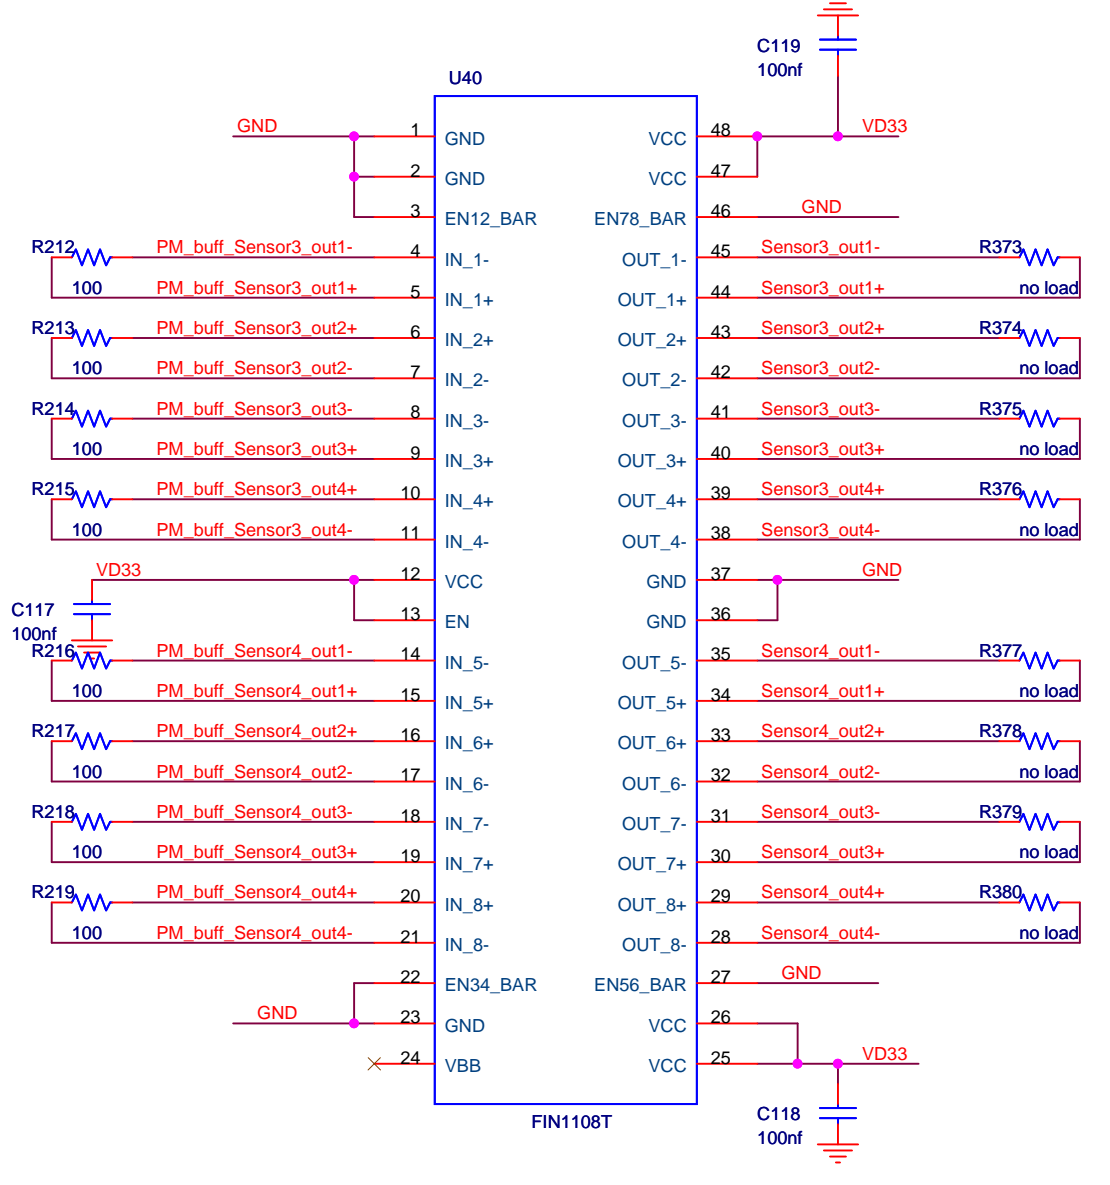 C119
100nf
U40
GND 1 GND VCC 48 VD33
2 GND VCC 47
3 EN12_BAR EN78_BAR 46 GND
R212 PM_buff_Sensor3_out1- 4 IN_1- OUT_1- 45 Sensor3_out1- R373
100 PM_buff_Sensor3_out1+ 5 IN_1+ OUT_1+ 44 Sensor3_out1+ no load
R213 PM_buff_Sensor3_out2+ 6 IN_2+ OUT_2+ 43 Sensor3_out2+ R374
100 PM_buff_Sensor3_out2- 7 IN_2- OUT_2- 42 Sensor3_out2- no load
R214 PM_buff_Sensor3_out3- 8 IN_3- OUT_3- 41 Sensor3_out3- R375
100 PM_buff_Sensor3_out3+ 9 IN_3+ OUT_3+ 40 Sensor3_out3+ no load
R215 PM_buff_Sensor3_out4+ 10 IN_4+ OUT_4+ 39 Sensor3_out4+ R376
100 PM_buff_Sensor3_out4- 11 IN_4- OUT_4- 38 Sensor3_out4- no load
VD33 12 VCC GND 37 GND
C117
100nf
13 EN GND 36
R216 PM_buff_Sensor4_out1- 14 IN_5- OUT_5- 35 Sensor4_out1- R377
100 PM_buff_Sensor4_out1+ 15 IN_5+ OUT_5+ 34 Sensor4_out1+ no load
R217 PM_buff_Sensor4_out2+ 16 IN_6+ OUT_6+ 33 Sensor4_out2+ R378
100 PM_buff_Sensor4_out2- 17 IN_6- OUT_6- 32 Sensor4_out2- no load
R218 PM_buff_Sensor4_out3- 18 IN_7- OUT_7- 31 Sensor4_out3- R379
100 PM_buff_Sensor4_out3+ 19 IN_7+ OUT_7+ 30 Sensor4_out3+ no load
R219 PM_buff_Sensor4_out4+ 20 IN_8+ OUT_8+ 29 Sensor4_out4+ R380
100 PM_buff_Sensor4_out4- 21 IN_8- OUT_8- 28 Sensor4_out4- no load
22 EN34_BAR EN56_BAR 27 GND
GND 23 GND VCC 26
24 VBB VCC 25 VD33
FIN1108T
C118
100nf